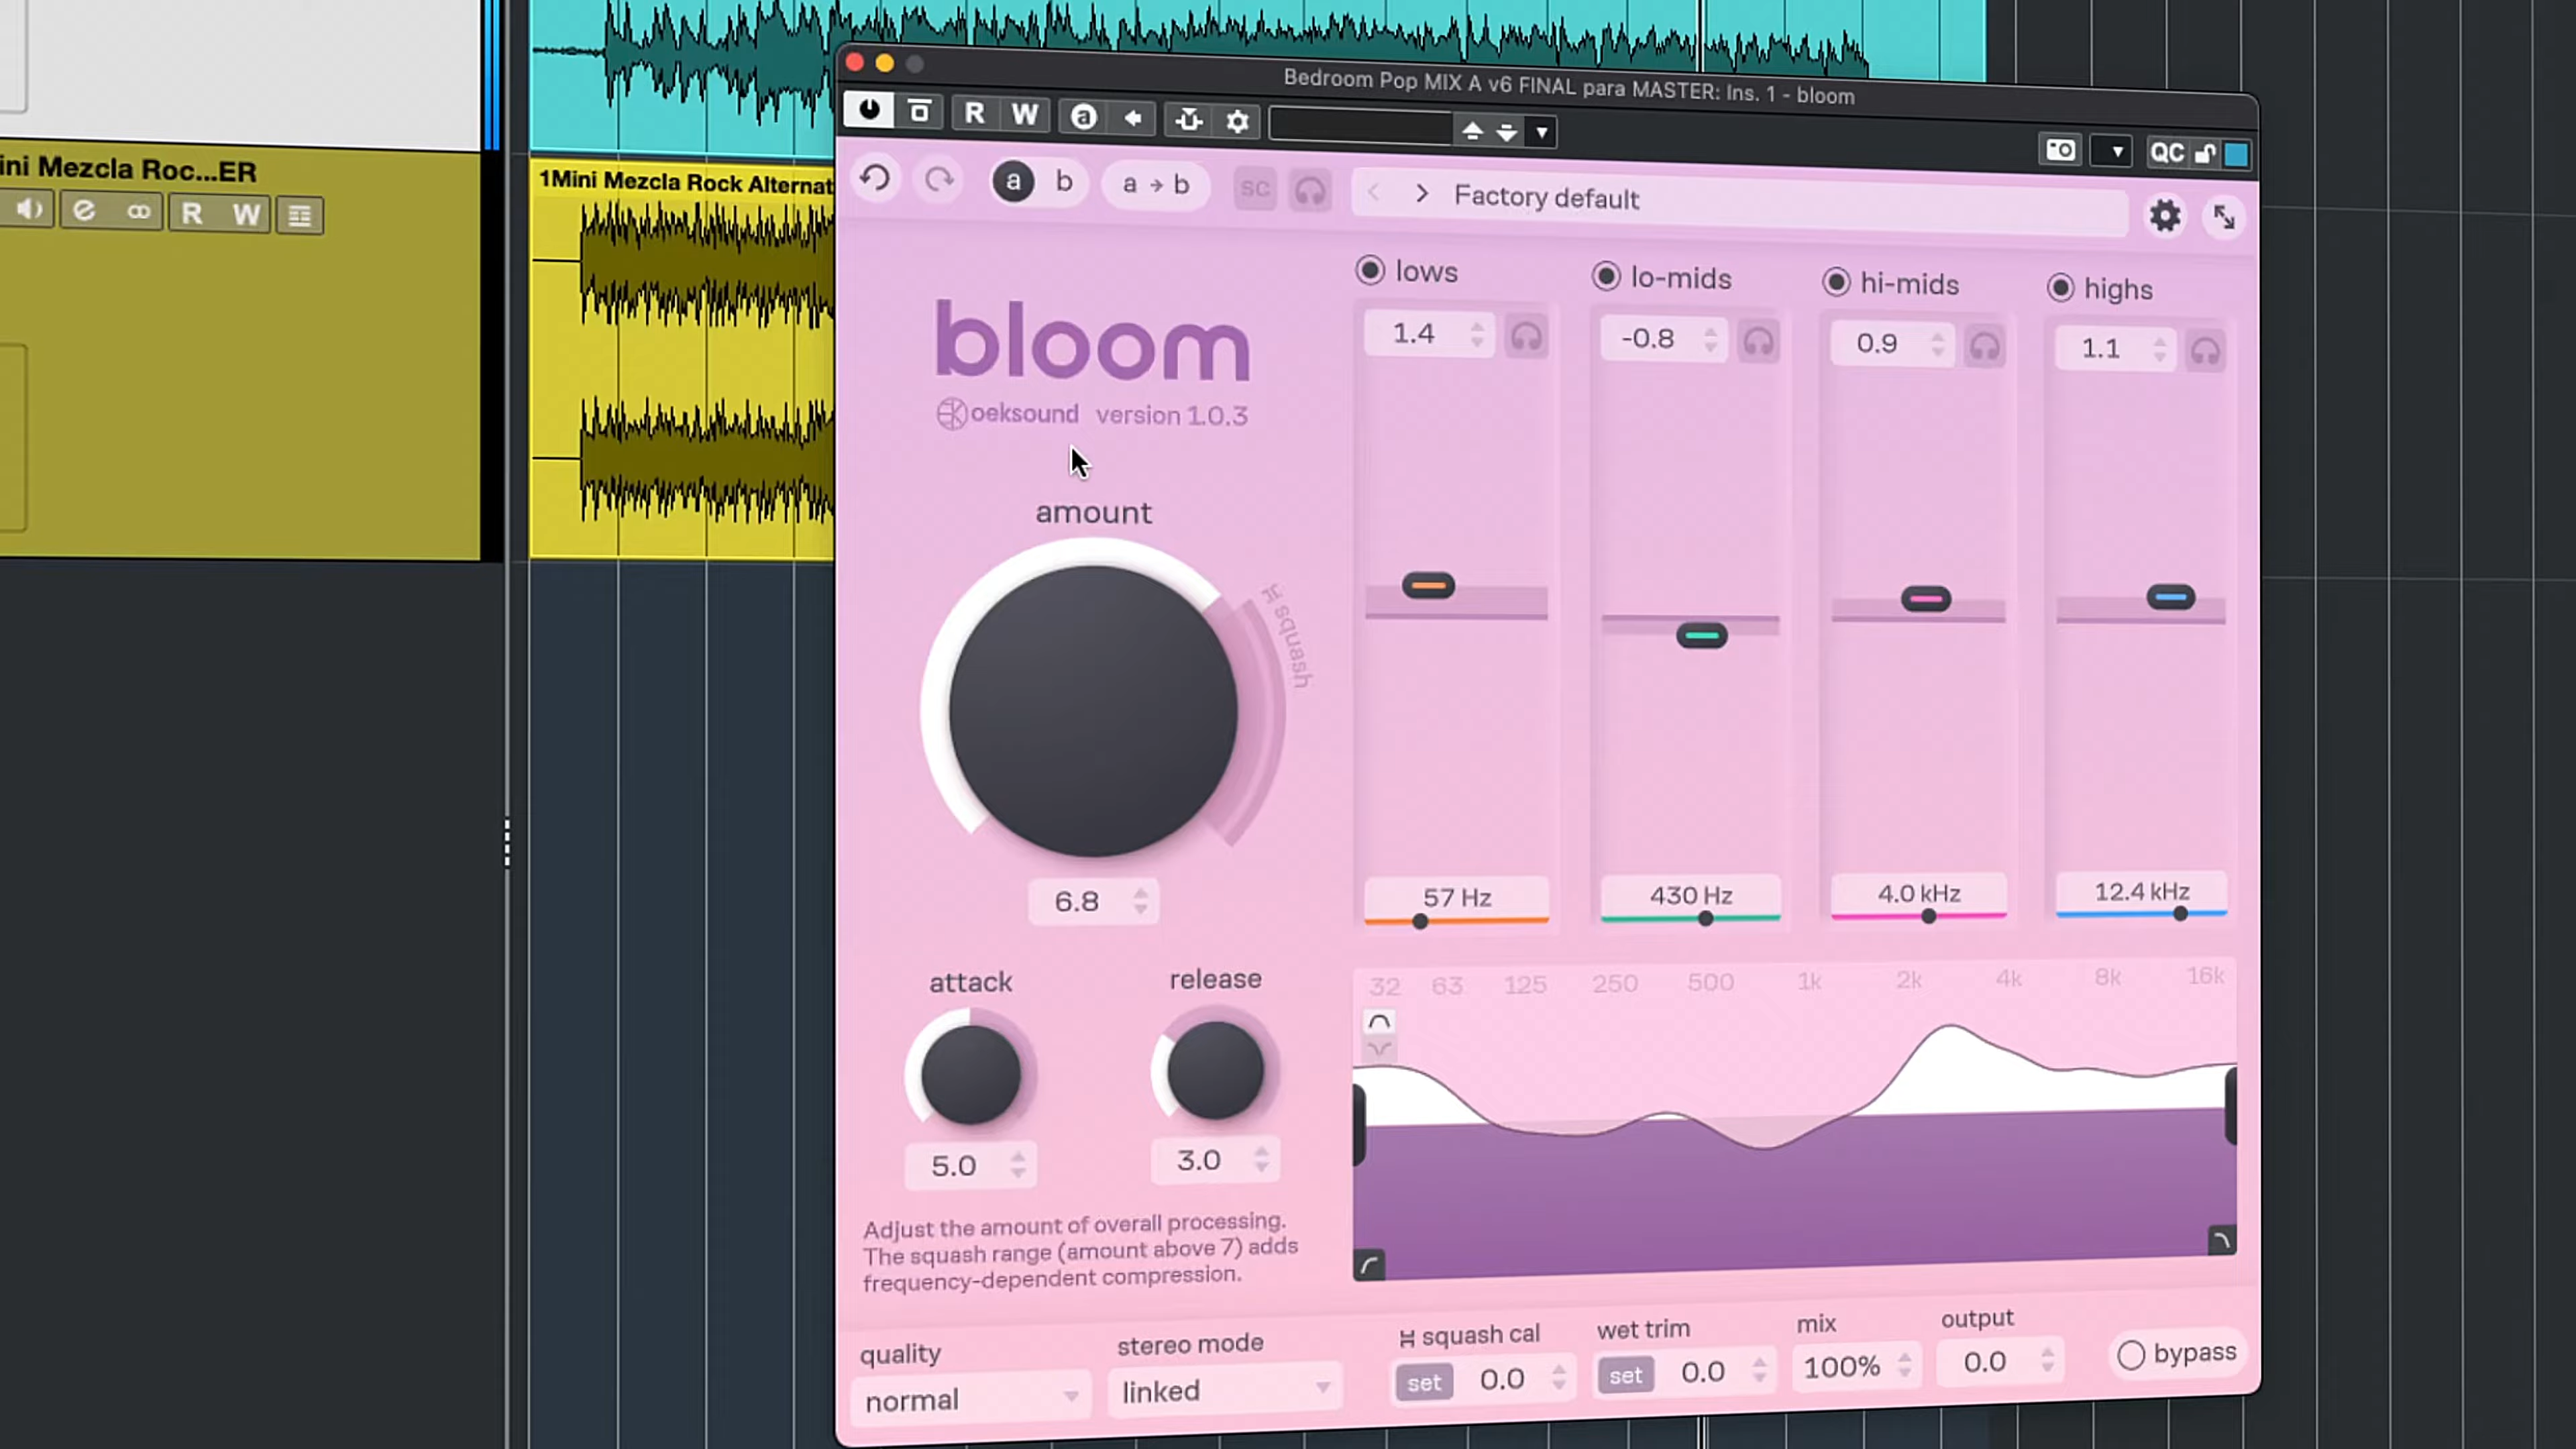 Bedroom Pop MIX A v6 FINAL para MASTER: Ins. 1 - bloom
R W a QC
ini Mezcla Roc...ER
R W
1Mini Mezcla Rock Alternat
a b a → b SC Factory default
bloom
oeksound version 1.0.3
lows lo-mids hi-mids highs
1.4 -0.8 0.9 1.1
amount
squash
6.8
57 Hz 430 Hz 4.0 kHz 12.4 kHz
attack release
5.0 3.0
32 63 125 250 500 1k 2k 4k 8k 16k
Adjust the amount of overall processing.
The squash range (amount above 7) adds
frequency-dependent compression.
quality stereo mode squash cal wet trim mix output
normal linked set 0.0 set 0.0 100% 0.0 bypass